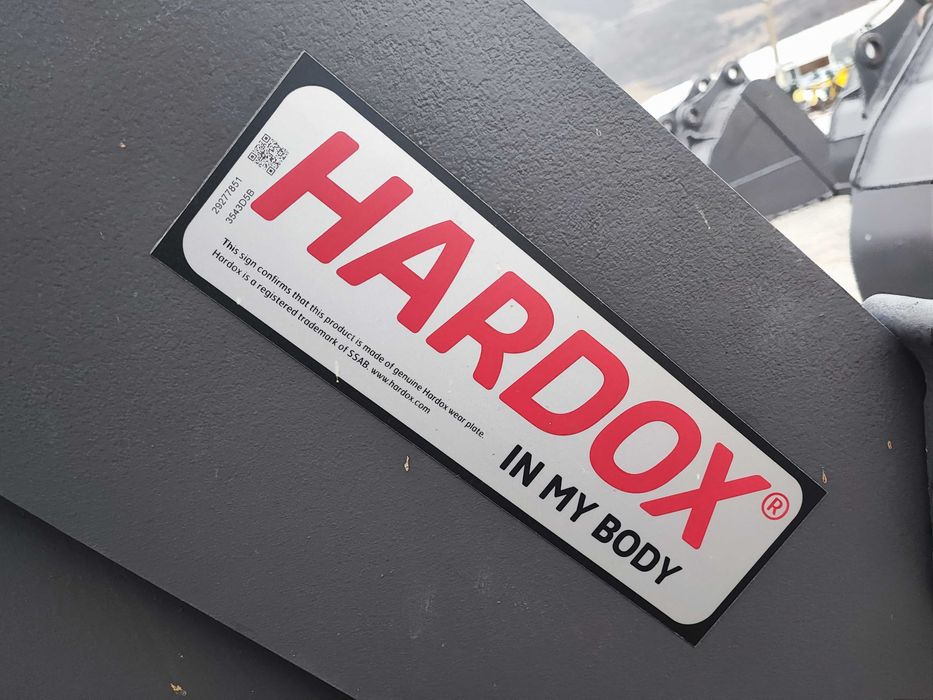 29277851
3543D5B
HARDOX®
IN MY BODY
This sign confirms that this product is made of genuine Hardox wear plate.
Hardox is a registered trademark of SSAB. www.hardox.com